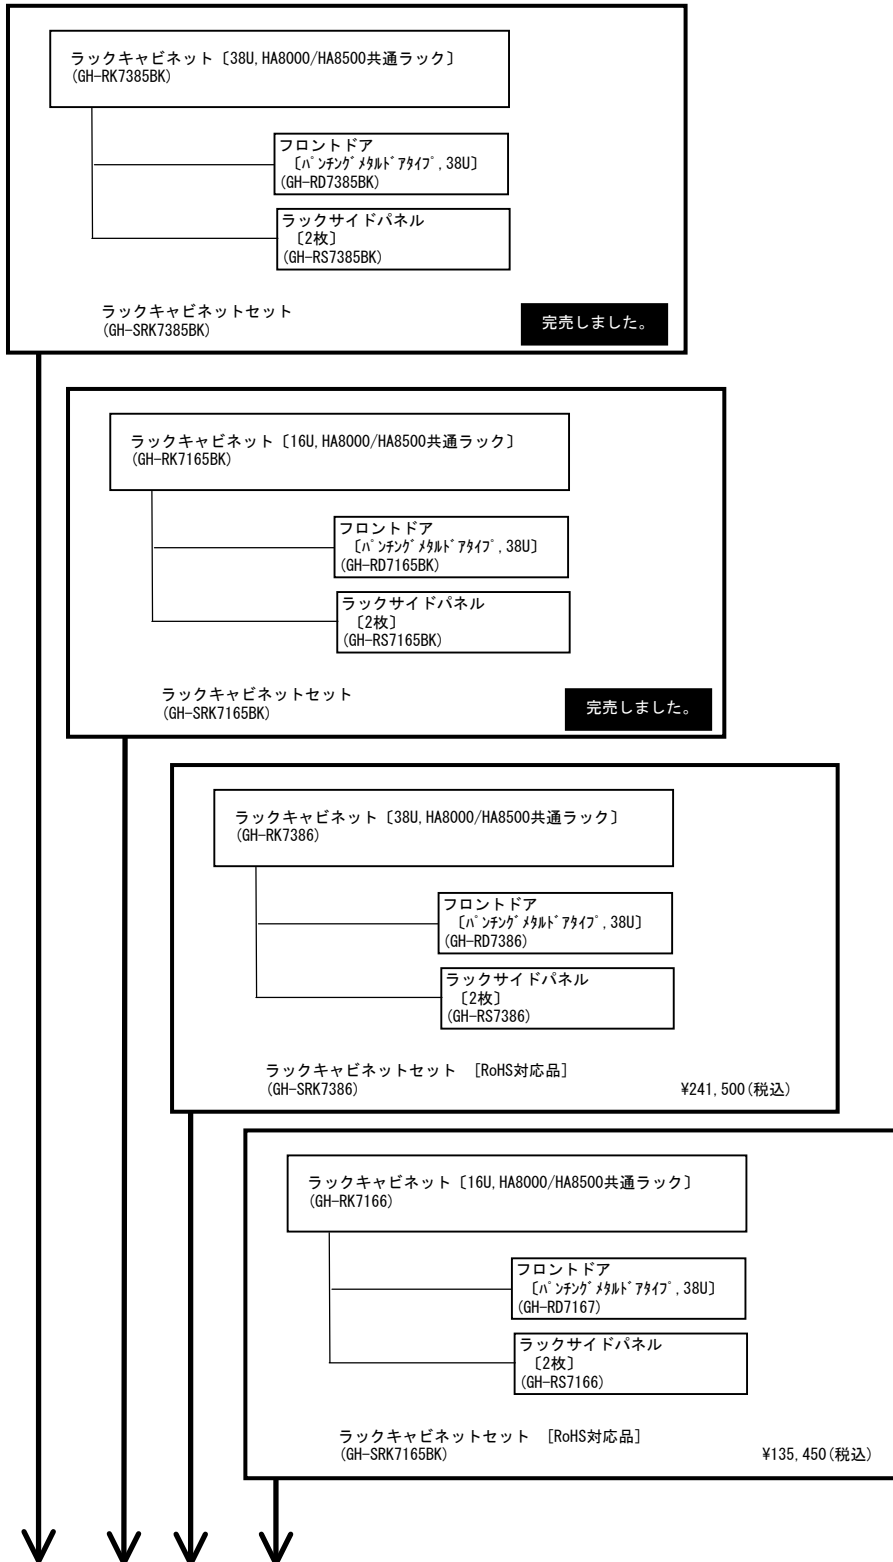 ラックキャビネット〔38U,HA8000/HA8500共通ラック〕
(GH-RK7385BK)
フロントドア
〔ﾊﾟﾝﾁﾝｸﾞﾒﾀﾙﾄﾞｱﾀｲﾌﾟ,38U〕
(GH-RD7385BK)
ラックサイドパネル
〔2枚〕
(GH-RS7385BK)
ラックキャビネットセット
(GH-SRK7385BK)
完売しました。
ラックキャビネット〔16U,HA8000/HA8500共通ラック〕
(GH-RK7165BK)
フロントドア
〔ﾊﾟﾝﾁﾝｸﾞﾒﾀﾙﾄﾞｱﾀｲﾌﾟ,38U〕
(GH-RD7165BK)
ラックサイドパネル
〔2枚〕
(GH-RS7165BK)
ラックキャビネットセット
(GH-SRK7165BK)
完売しました。
ラックキャビネット〔38U,HA8000/HA8500共通ラック〕
(GH-RK7386)
フロントドア
〔ﾊﾟﾝﾁﾝｸﾞﾒﾀﾙﾄﾞｱﾀｲﾌﾟ,38U〕
(GH-RD7386)
ラックサイドパネル
〔2枚〕
(GH-RS7386)
ラックキャビネットセット [RoHS対応品]
(GH-SRK7386) ¥241,500(税込)
ラックキャビネット〔16U,HA8000/HA8500共通ラック〕
(GH-RK7166)
フロントドア
〔ﾊﾟﾝﾁﾝｸﾞﾒﾀﾙﾄﾞｱﾀｲﾌﾟ,38U〕
(GH-RD7167)
ラックサイドパネル
〔2枚〕
(GH-RS7166)
ラックキャビネットセット [RoHS対応品]
(GH-SRK7165BK) ¥135,450(税込)